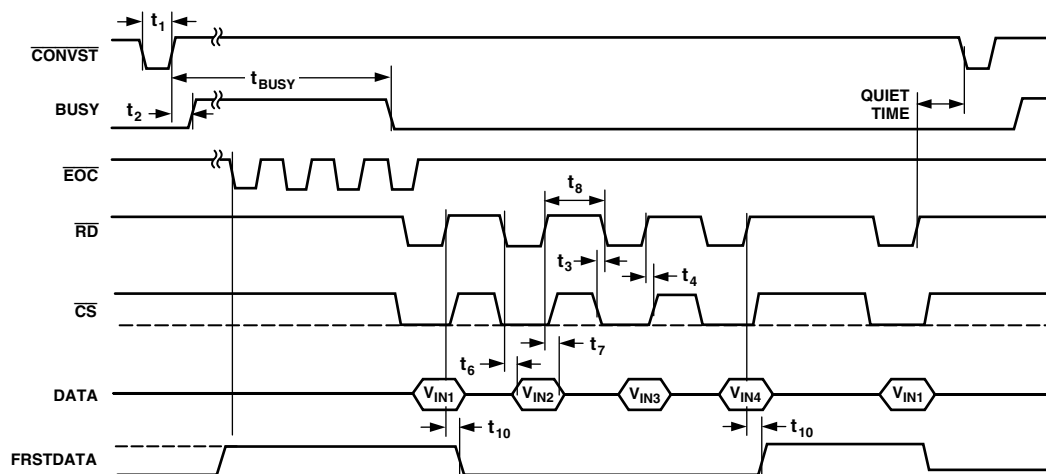 t1
CONVST
tBUSY
BUSY
t2
QUIET
TIME
EOC
t8
RD
t3
t4
CS
t7
t6
DATA
VIN1
VIN2
VIN3
VIN4
VIN1
t10
t10
FRSTDATA